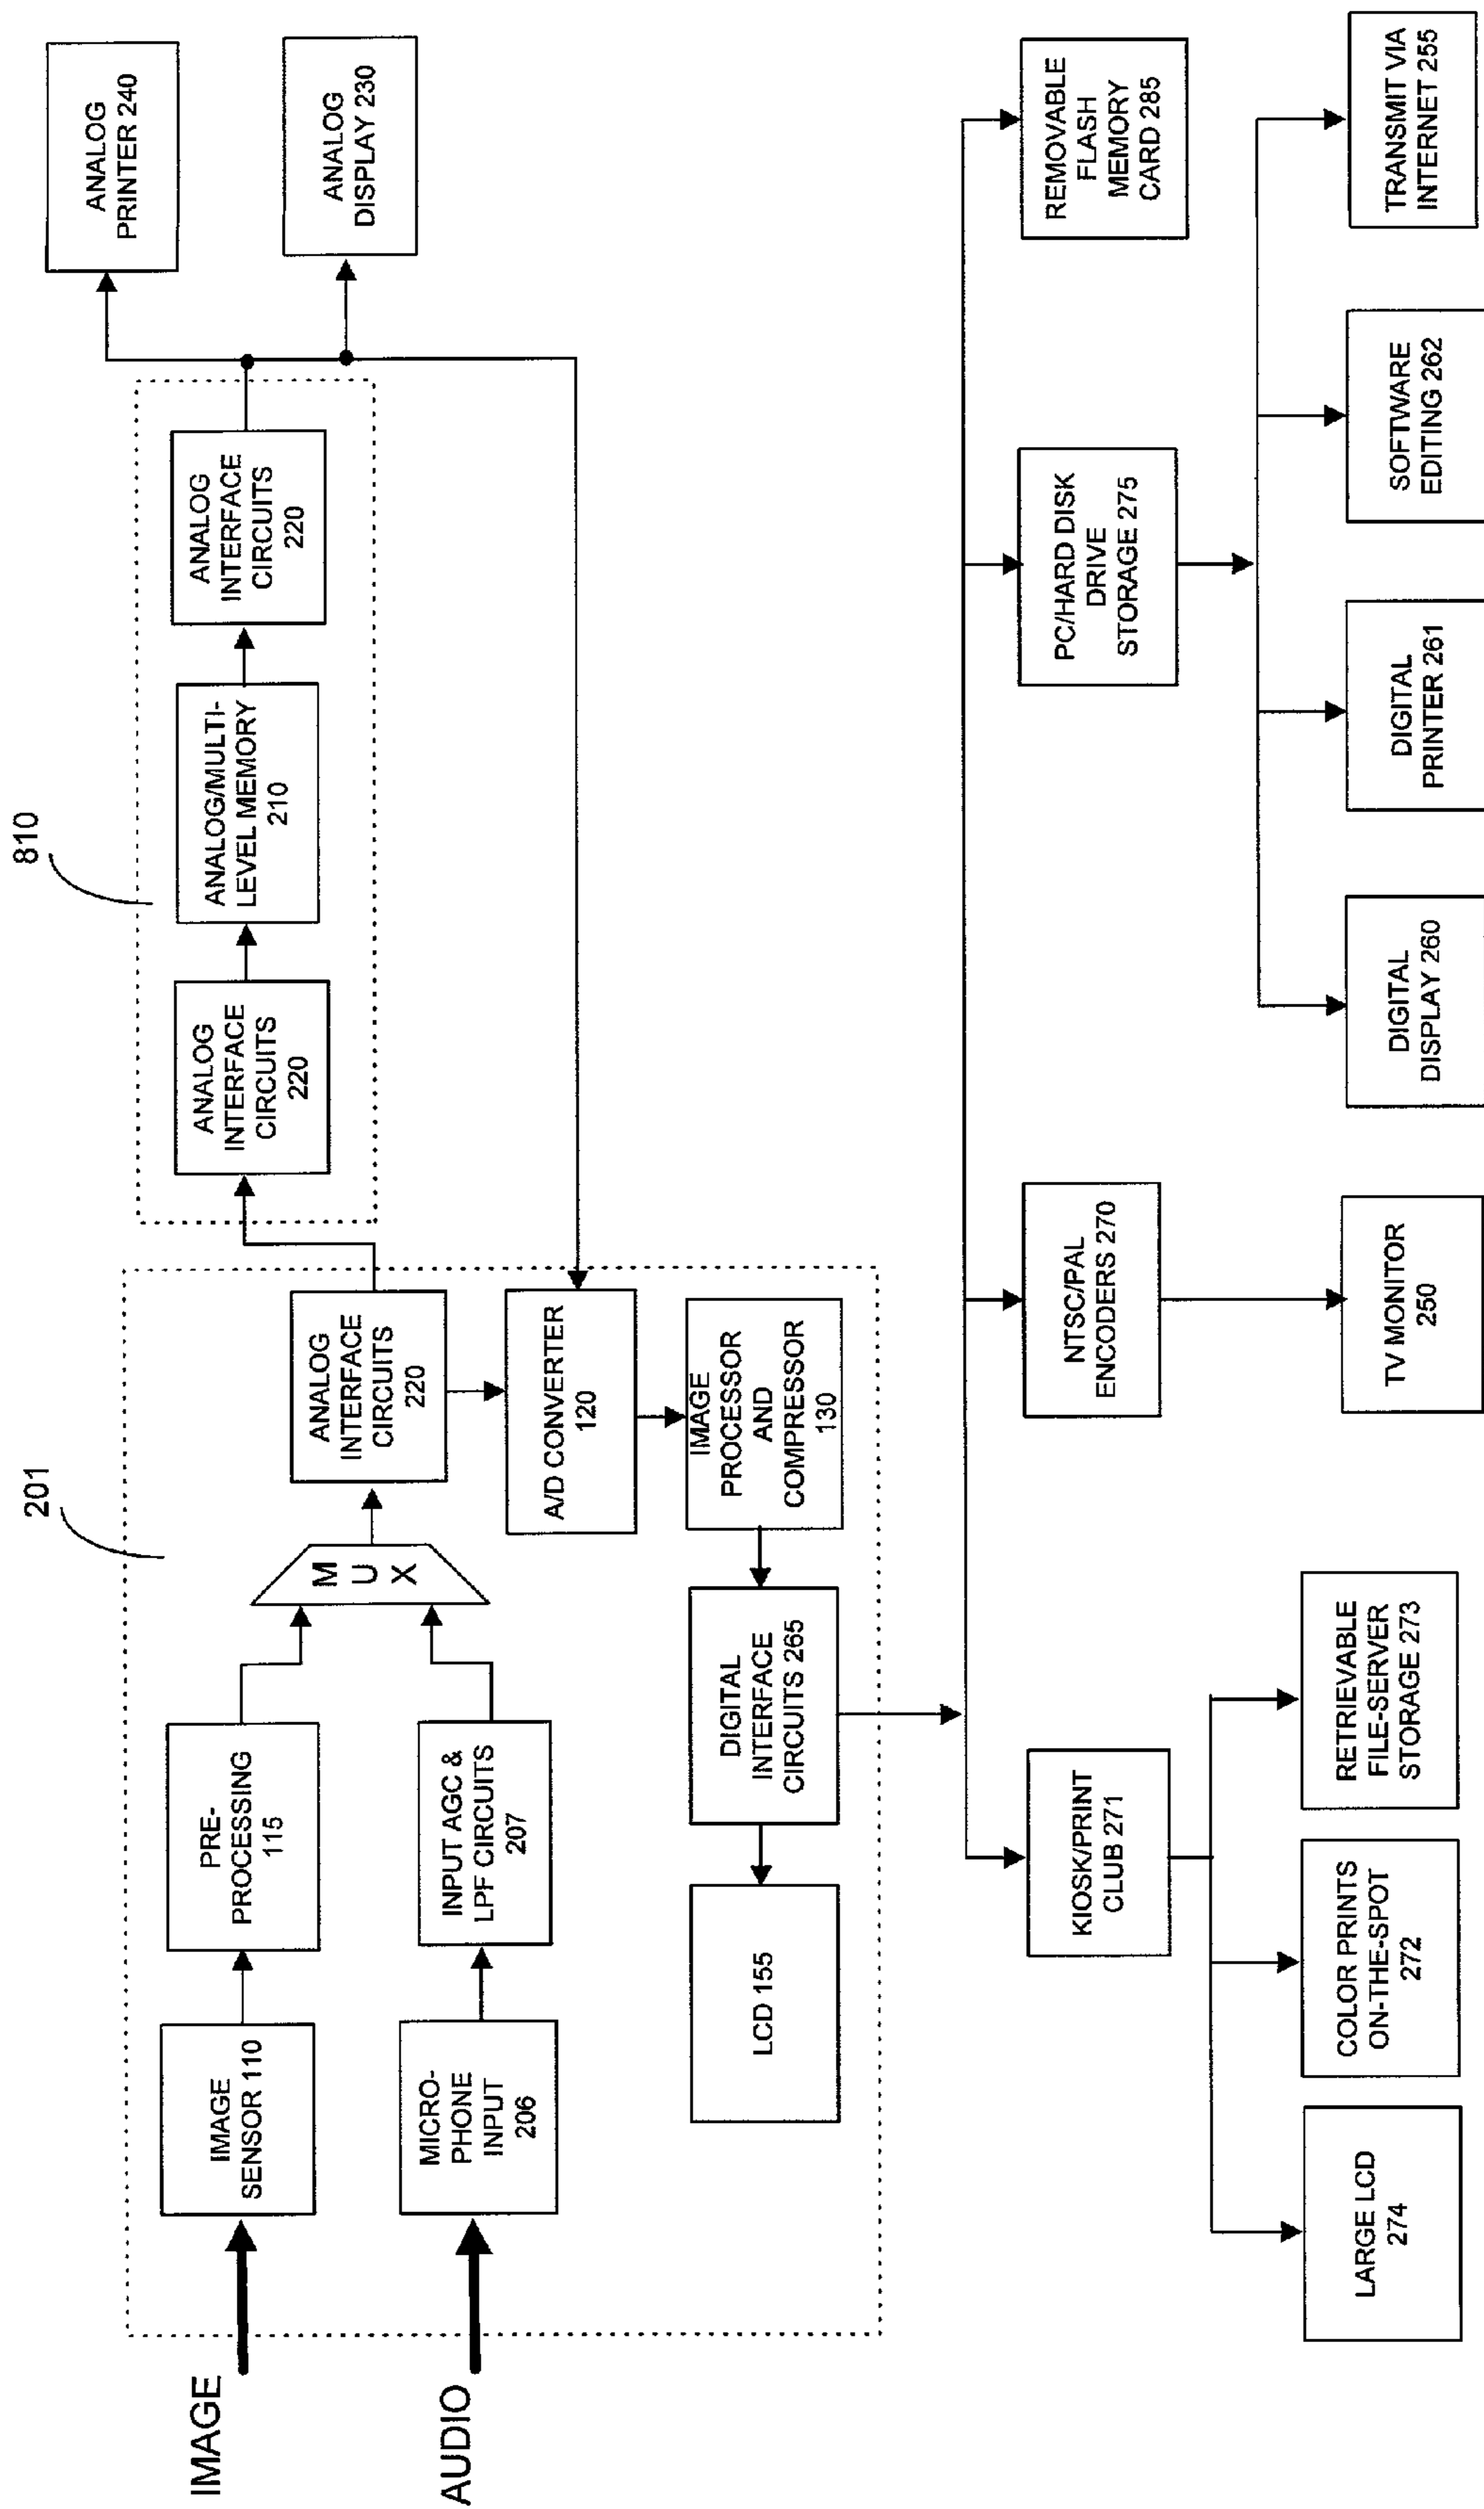 810
201
IMAGE
AUDIO
IMAGE
SENSOR 110
PRE-
PROCESSING
115
MICRO-
PHONE
INPUT
206
INPUT AGC &
LPF CIRCUITS
207
M
U
X
ANALOG
INTERFACE
CIRCUITS
220
A/D CONVERTER
120
IMAGE
PROCESSOR
AND
COMPRESSOR
130
DIGITAL
INTERFACE
CIRCUITS 265
LCD 155
ANALOG
INTERFACE
CIRCUITS
220
ANALOG/MULTI-
LEVEL MEMORY
210
ANALOG
INTERFACE
CIRCUITS
220
ANALOG
PRINTER 240
ANALOG
DISPLAY 230
KIOSK/PRINT
CLUB 271
NTSC/PAL
ENCODERS 270
PC/HARD DISK
DRIVE
STORAGE 275
REMOVABLE
FLASH
MEMORY
CARD 285
LARGE LCD
274
COLOR PRINTS
ON-THE-SPOT
272
RETRIEVABLE
FILE-SERVER
STORAGE 273
TV MONITOR
250
DIGITAL
DISPLAY 260
DIGITAL
PRINTER 261
SOFTWARE
EDITING 262
TRANSMIT VIA
INTERNET 255